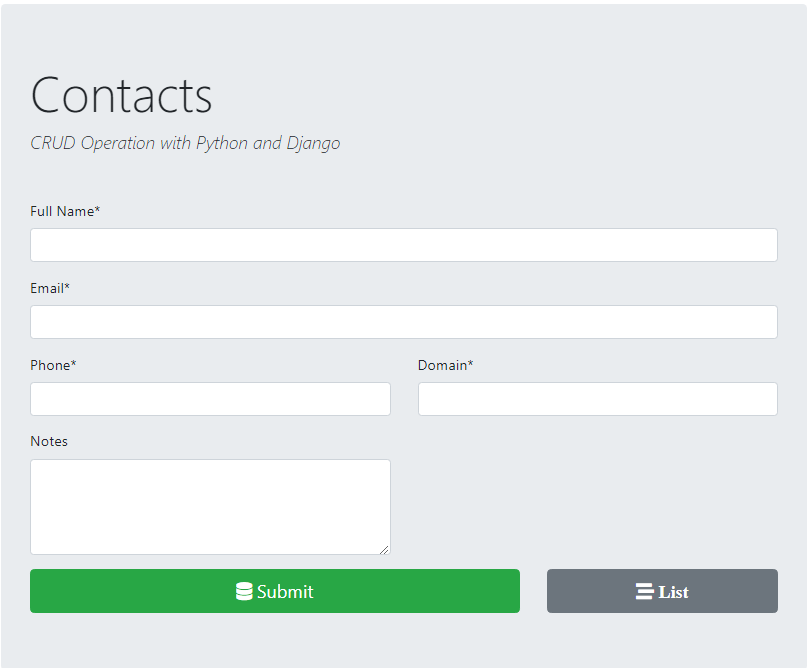 Contacts
CRUD Operation with Python and Django
Full Name*
Email*
Phone* Domain*
Notes
Submit List